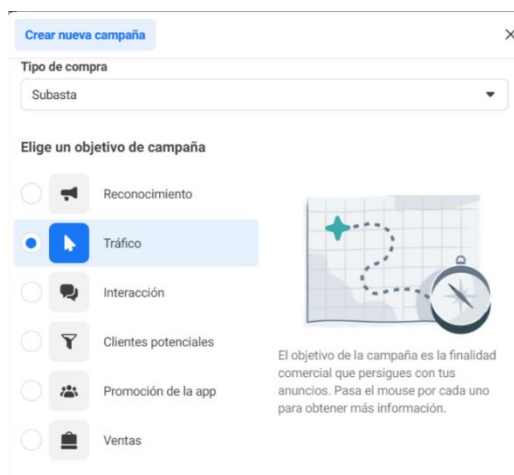 Crear nueva campaña
Tipo de compra
Subasta
Elige un objetivo de campaña
Reconocimiento
Tráfico
Interacción
Clientes potenciales
Promoción de la app
Ventas
El objetivo de la campaña es la finalidad
comercial que persigues con tus
anuncios. Pasa el mouse por cada uno
para obtener más información.